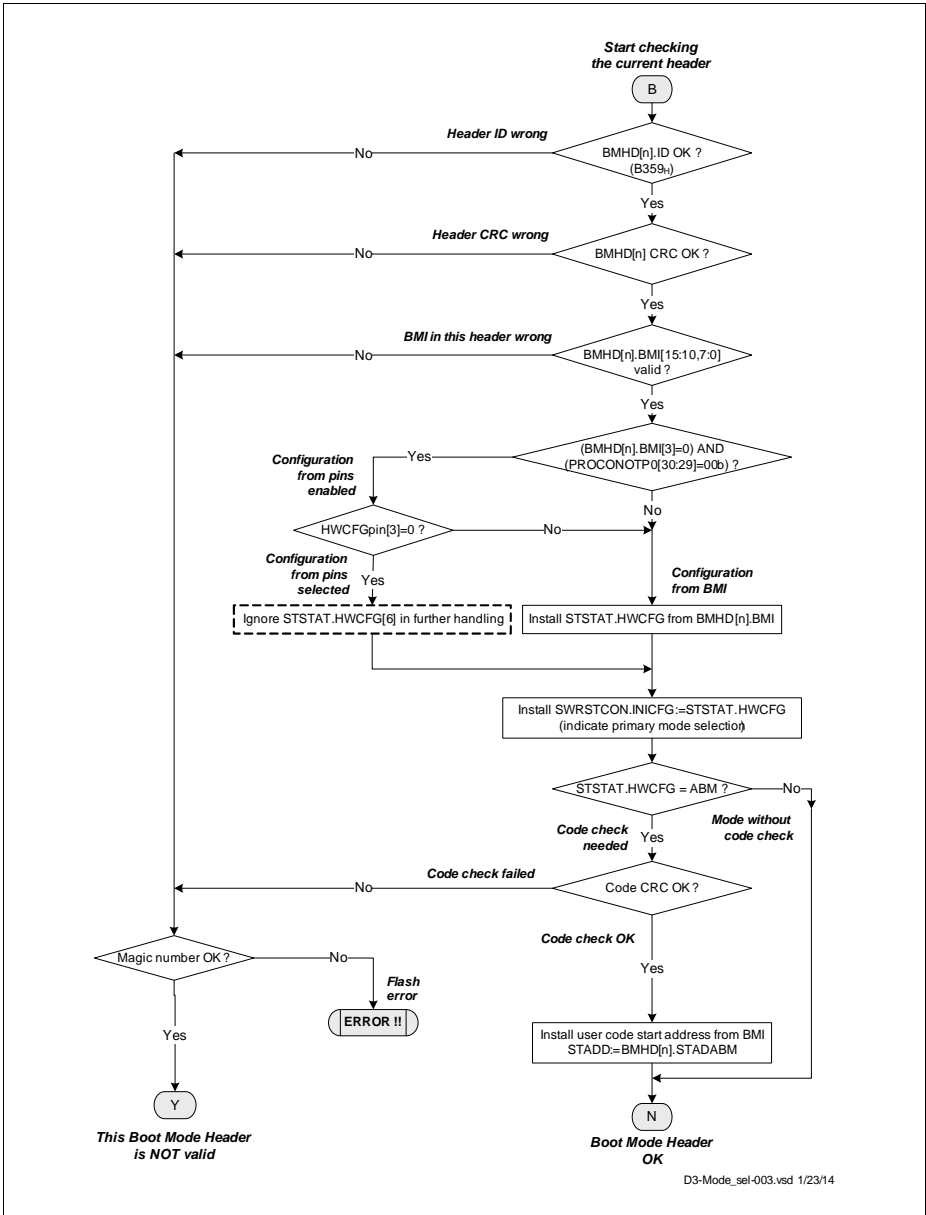 Start checking
the current header
B
Header ID wrong
No
BMHD[n].ID OK ?
(B359H)
Yes
Header CRC wrong
No
BMHD[n] CRC OK ?
Yes
BMI in this header wrong
No
BMHD[n].BMI[15:10,7:0]
valid ?
Yes
(BMHD[n].BMI[3]=0) AND
(PROCONOTP0[30:29]=00b) ?
Yes
Configuration
from pins
enabled
No
HWCFGpin[3]=0 ?
No
Configuration
from pins
selected
Yes
Configuration
from BMI
Ignore STSTAT.HWCFG[6] in further handling
Install STSTAT.HWCFG from BMHD[n].BMI
Install SWRSTCON.INICFG:=STSTAT.HWCFG
(indicate primary mode selection)
STSTAT.HWCFG = ABM ?
No
Mode without
code check
Code check
needed
Yes
Code check failed
No
Code CRC OK ?
Code check OK
Yes
Magic number OK ?
No
Flash
error
ERROR !!
Yes
Install user code start address from BMI
STADD:=BMHD[n].STADABM
Y
This Boot Mode Header
is NOT valid
N
Boot Mode Header
OK
D3-Mode_sel-003.vsd 1/23/14